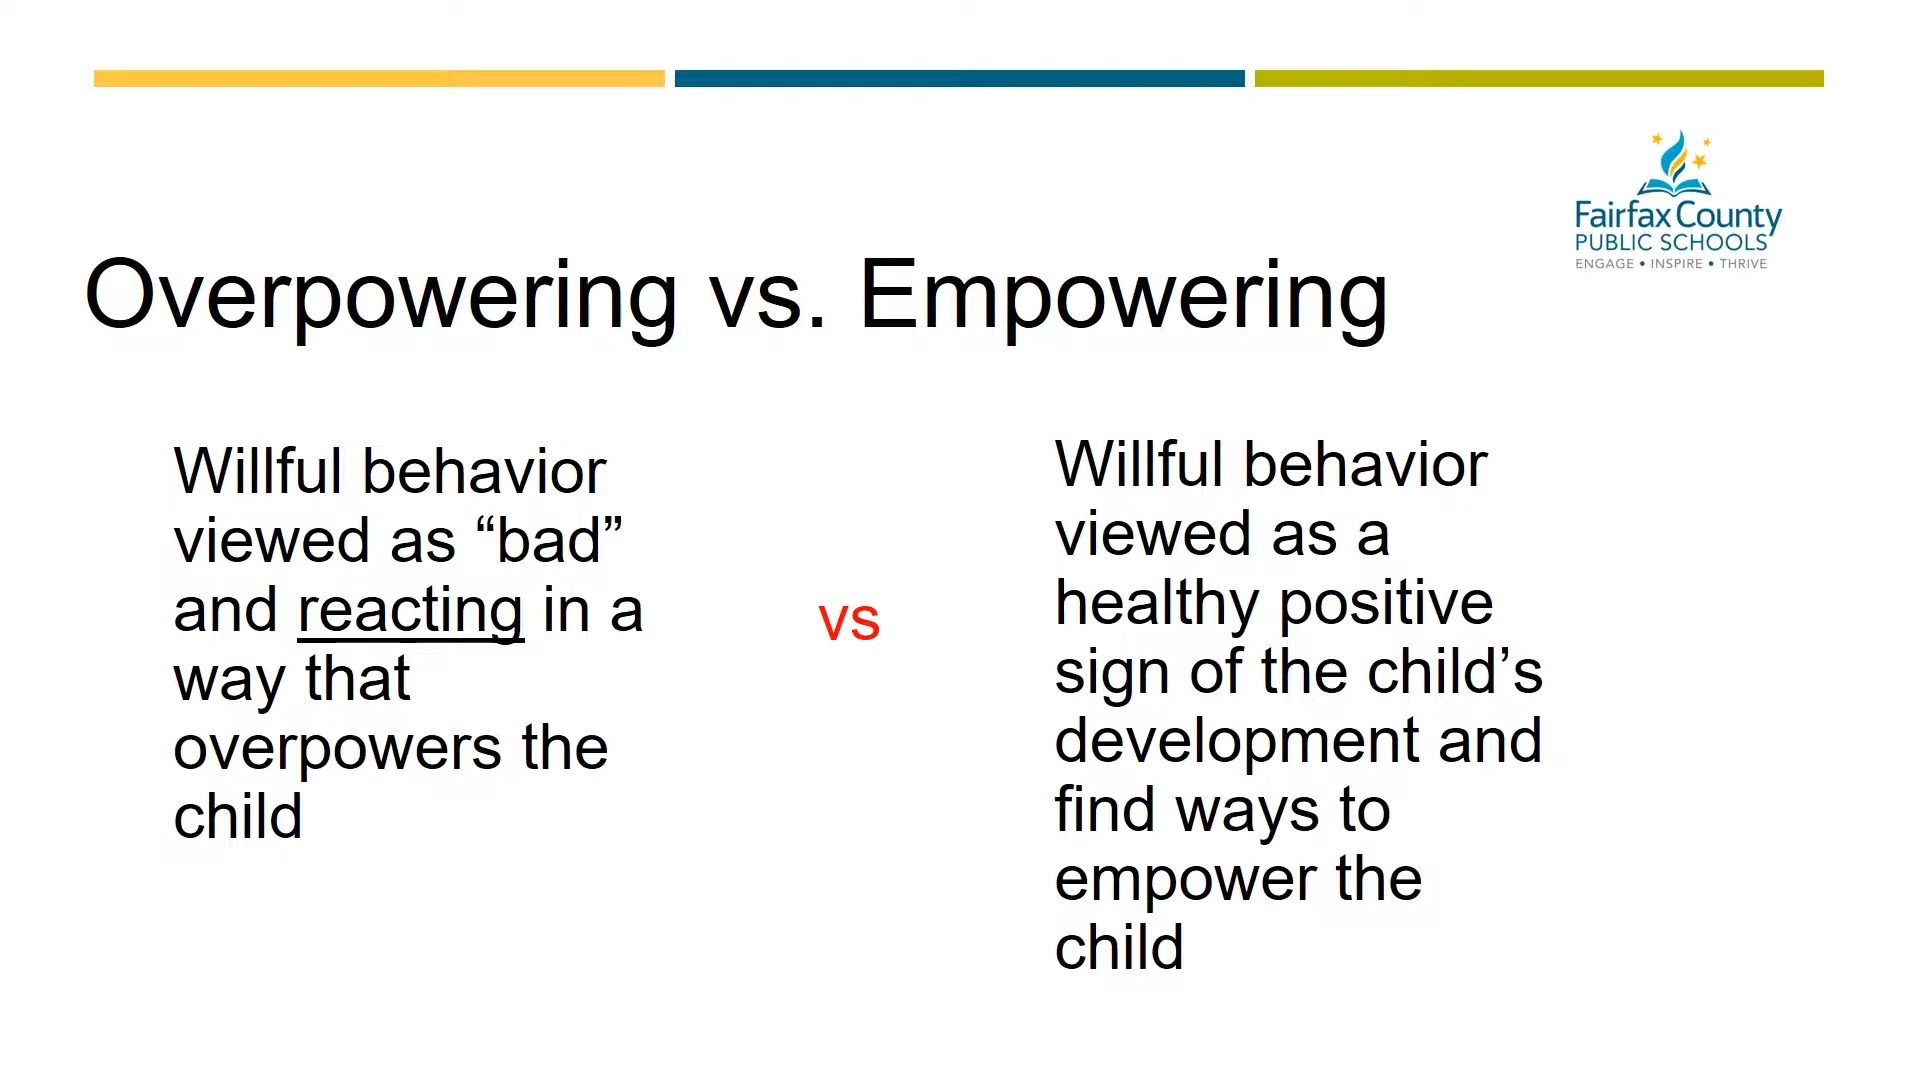 Fairfax County
PUBLIC SCHOOLS
ENGAGE • INSPIRE • THRIVE
Overpowering vs. Empowering
Willful behavior
viewed as “bad”
and reacting in a
way that
overpowers the
child
vs
Willful behavior
viewed as a
healthy positive
sign of the child’s
development and
find ways to
empower the
child